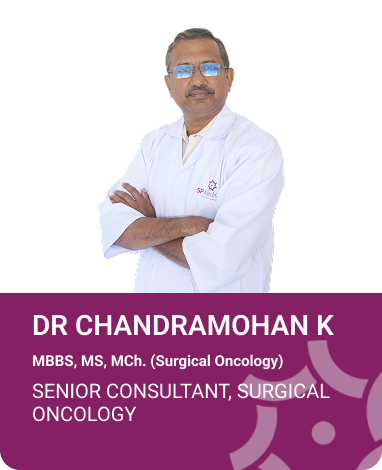 DR CHANDRAMOHAN K
MBBS, MS, MCh. (Surgical Oncology)
SENIOR CONSULTANT, SURGICAL
ONCOLOGY